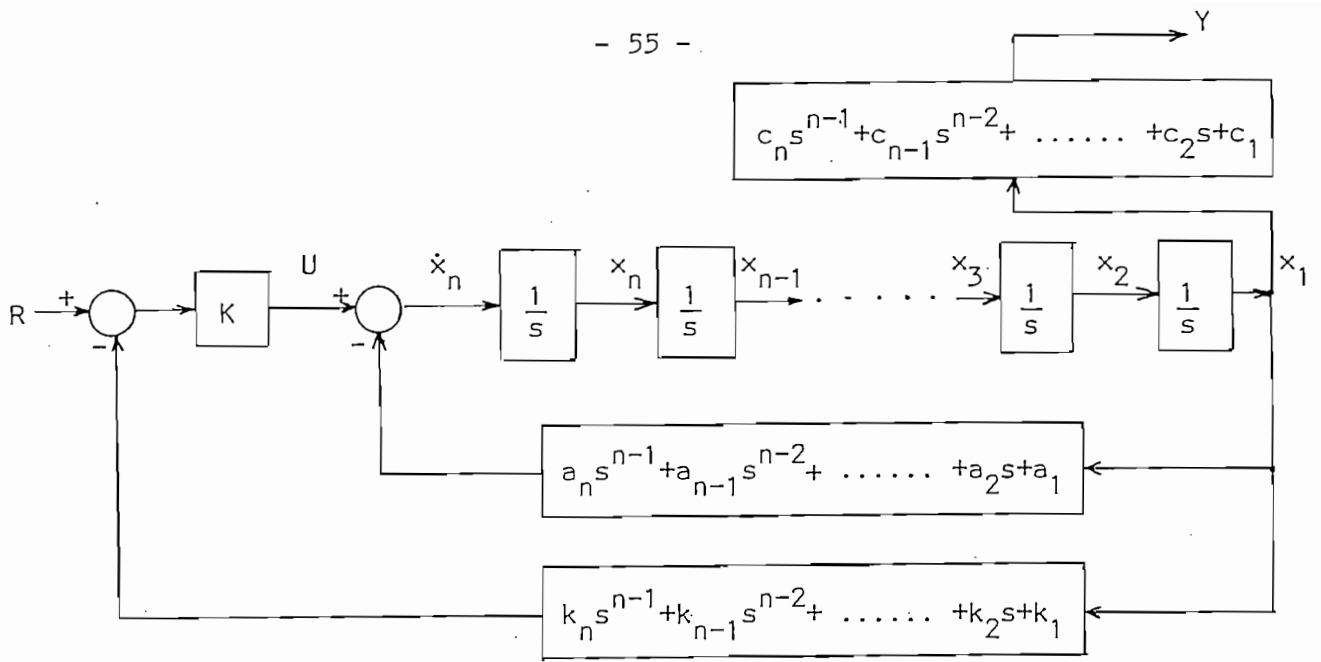 - 55 -
Y
c_n s^{n-1}+c_{n-1}s^{n-2}+ ...... +c_2 s+c_1
R + - K U + - ẋ_n 1/s x_n 1/s x_{n-1} . . . . . . x_3 1/s x_2 1/s x_1
a_n s^{n-1}+a_{n-1}s^{n-2}+ ...... +a_2 s+a_1
k_n s^{n-1}+k_{n-1}s^{n-2}+ ...... +k_2 s+k_1